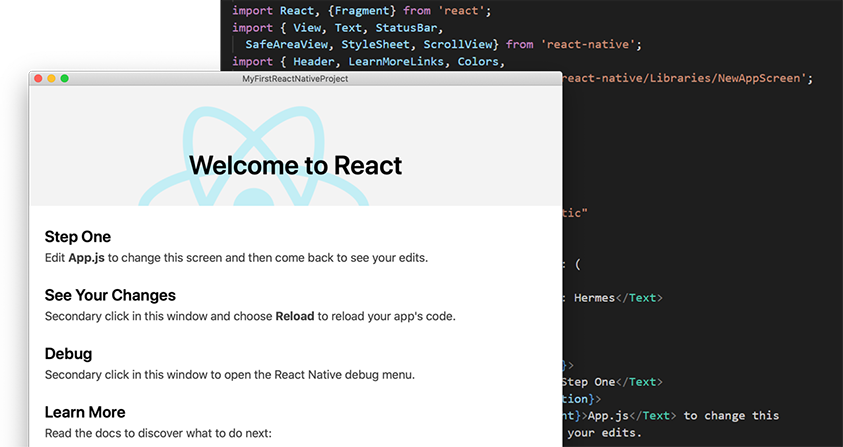 import React, {Fragment} from 'react';
import { View, Text, StatusBar,
SafeAreaView, StyleSheet, ScrollView} from 'react-native';
import { Header, LearnMoreLinks, Colors,
react-native/Libraries/NewAppScreen';
tic"
: (
: Hermes</Text>
}>
Step One</Text>
tion}>
nt}>App.js</Text> to change this
your edits.
MyFirstReactNativeProject
Welcome to React
Step One
Edit App.js to change this screen and then come back to see your edits.
See Your Changes
Secondary click in this window and choose Reload to reload your app's code.
Debug
Secondary click in this window to open the React Native debug menu.
Learn More
Read the docs to discover what to do next: